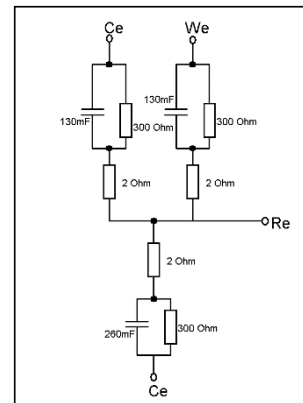 Ce We
130mF 300 Ohm 130mF 300 Ohm
2 Ohm 2 Ohm
Re
2 Ohm
260mF 300 Ohm
Ce